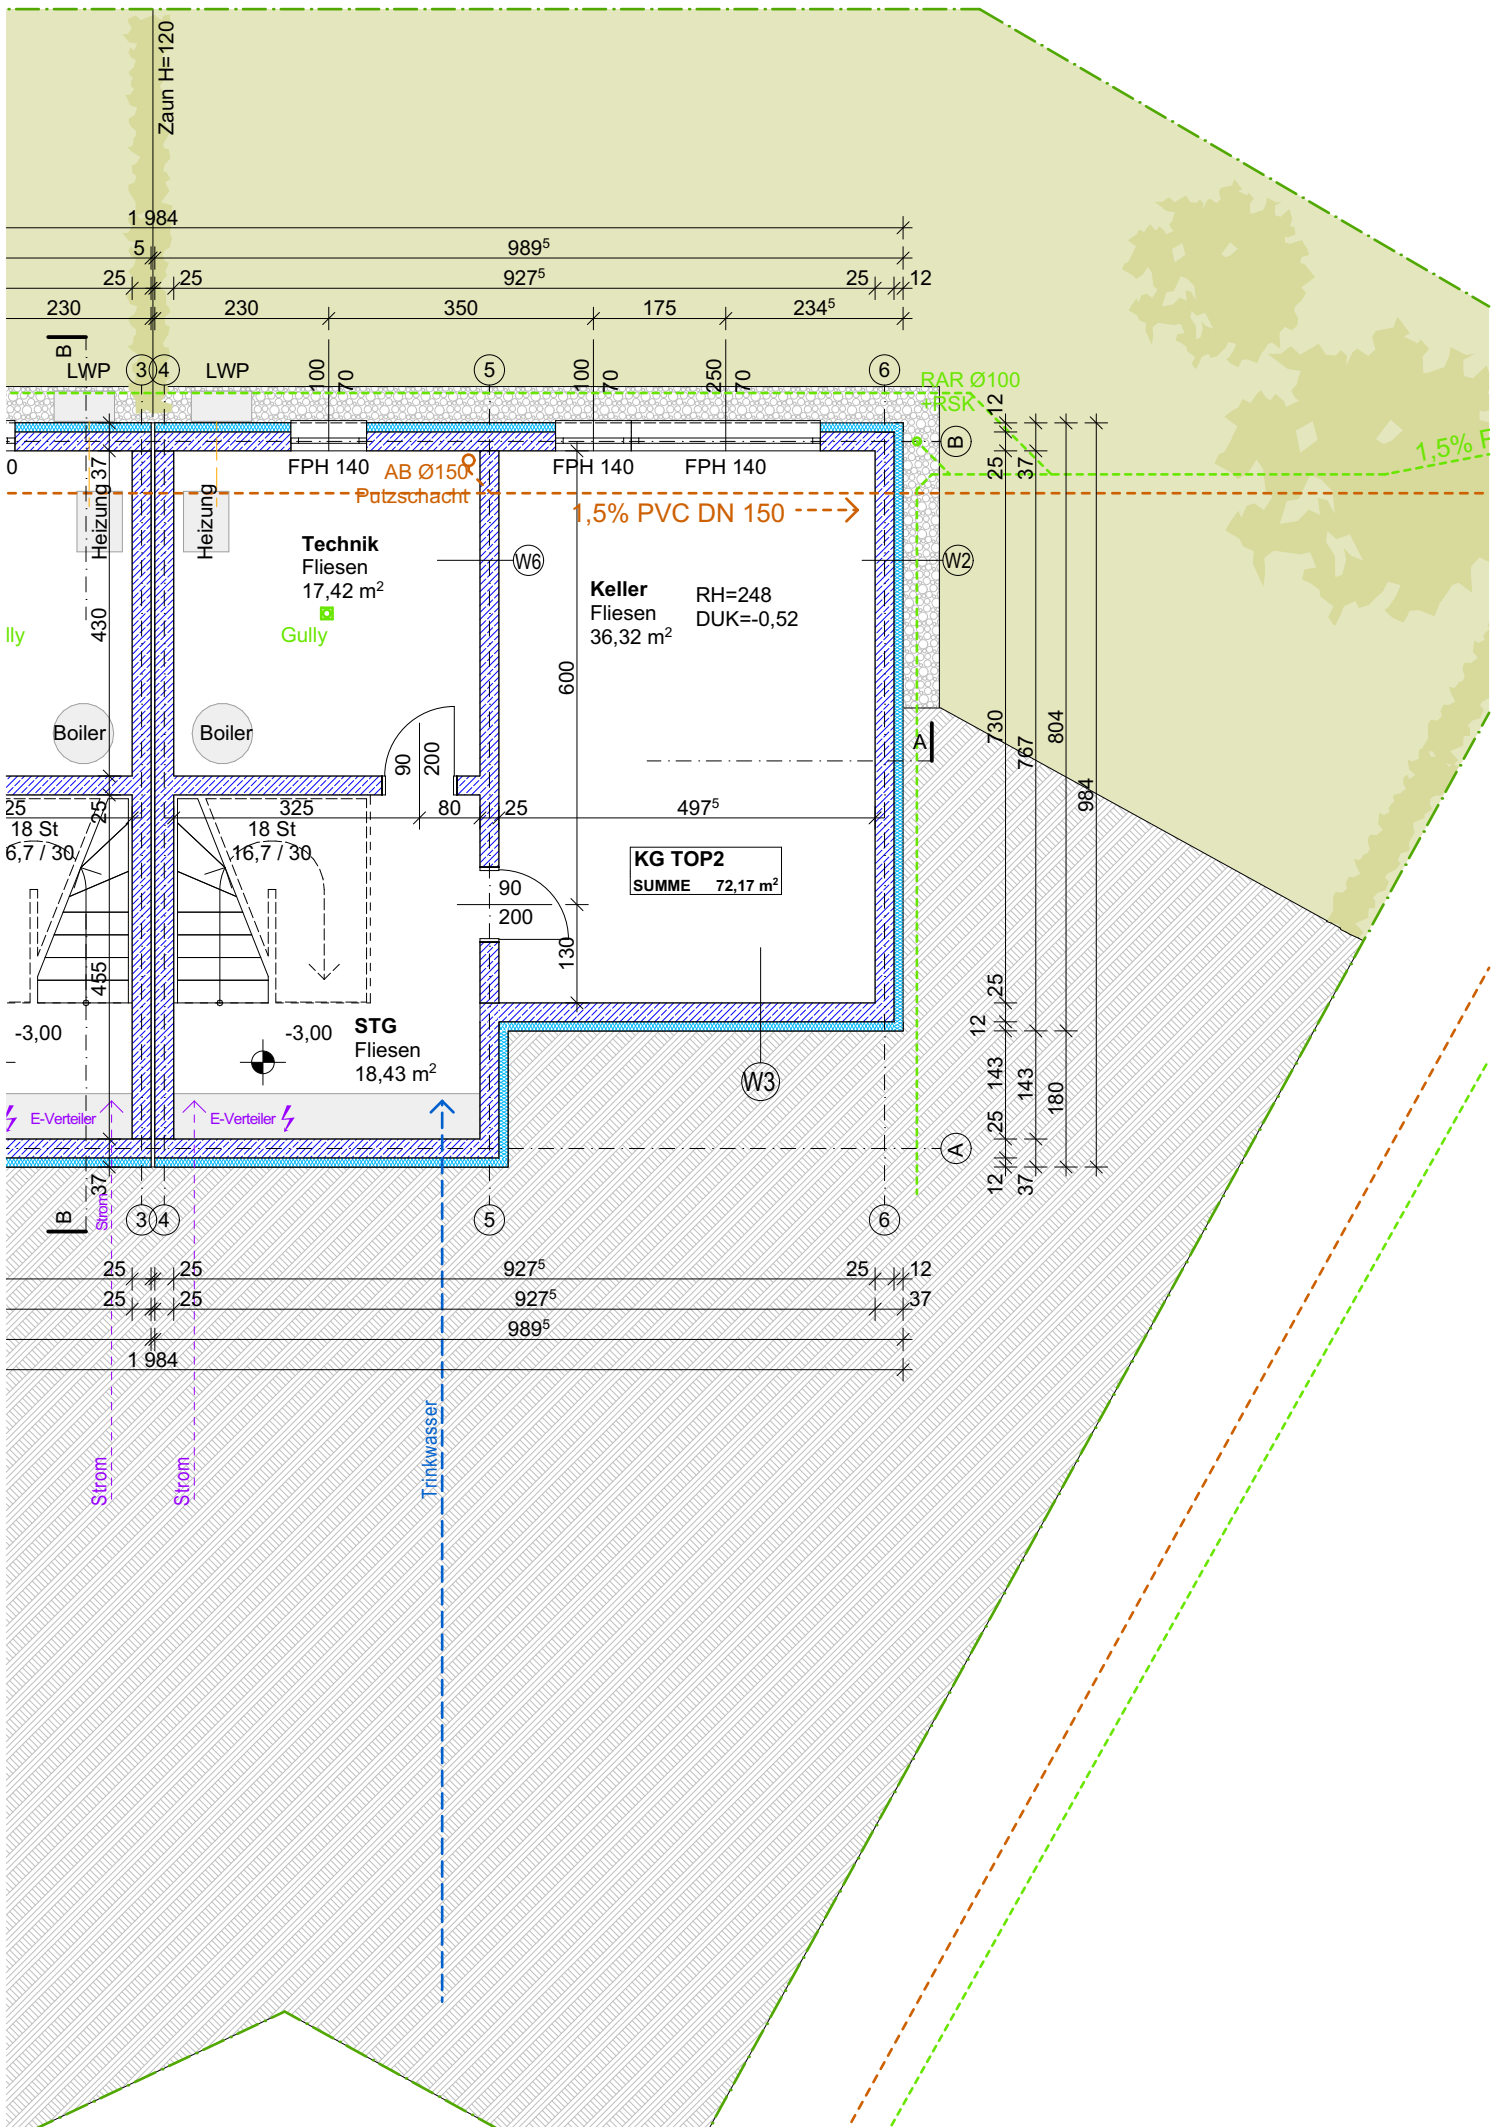 Zaun H=120
1 984
5
989⁵
25
25
927⁵
25
12
230
230
350
175
234⁵
B
LWP
3
4
LWP
100
70
5
100
70
250
70
6
RAR Ø100
+RSK
12
B
1,5% P
0
37
FPH 140
AB Ø150
Putzschacht
FPH 140
FPH 140
25
37
Heizung
Heizung
1,5% PVC DN 150
Technik
Fliesen
17,42 m²
W6
W2
Keller
Fliesen
36,32 m²
RH=248
DUK=-0,52
lly
430
Gully
600
Boiler
Boiler
90
200
A
730
767
804
984
25
25
325
80
25
497⁵
18 St
6,7 / 30
18 St
16,7 / 30
KG TOP2
SUMME 72,17 m²
90
200
130
455
25
-3,00
-3,00
STG
Fliesen
18,43 m²
12
W3
143
143
180
E-Verteiler
E-Verteiler
25
A
37
12
37
Strom
B
3
4
5
6
25
25
927⁵
25
12
25
25
927⁵
37
989⁵
1 984
Strom
Strom
Trinkwasser